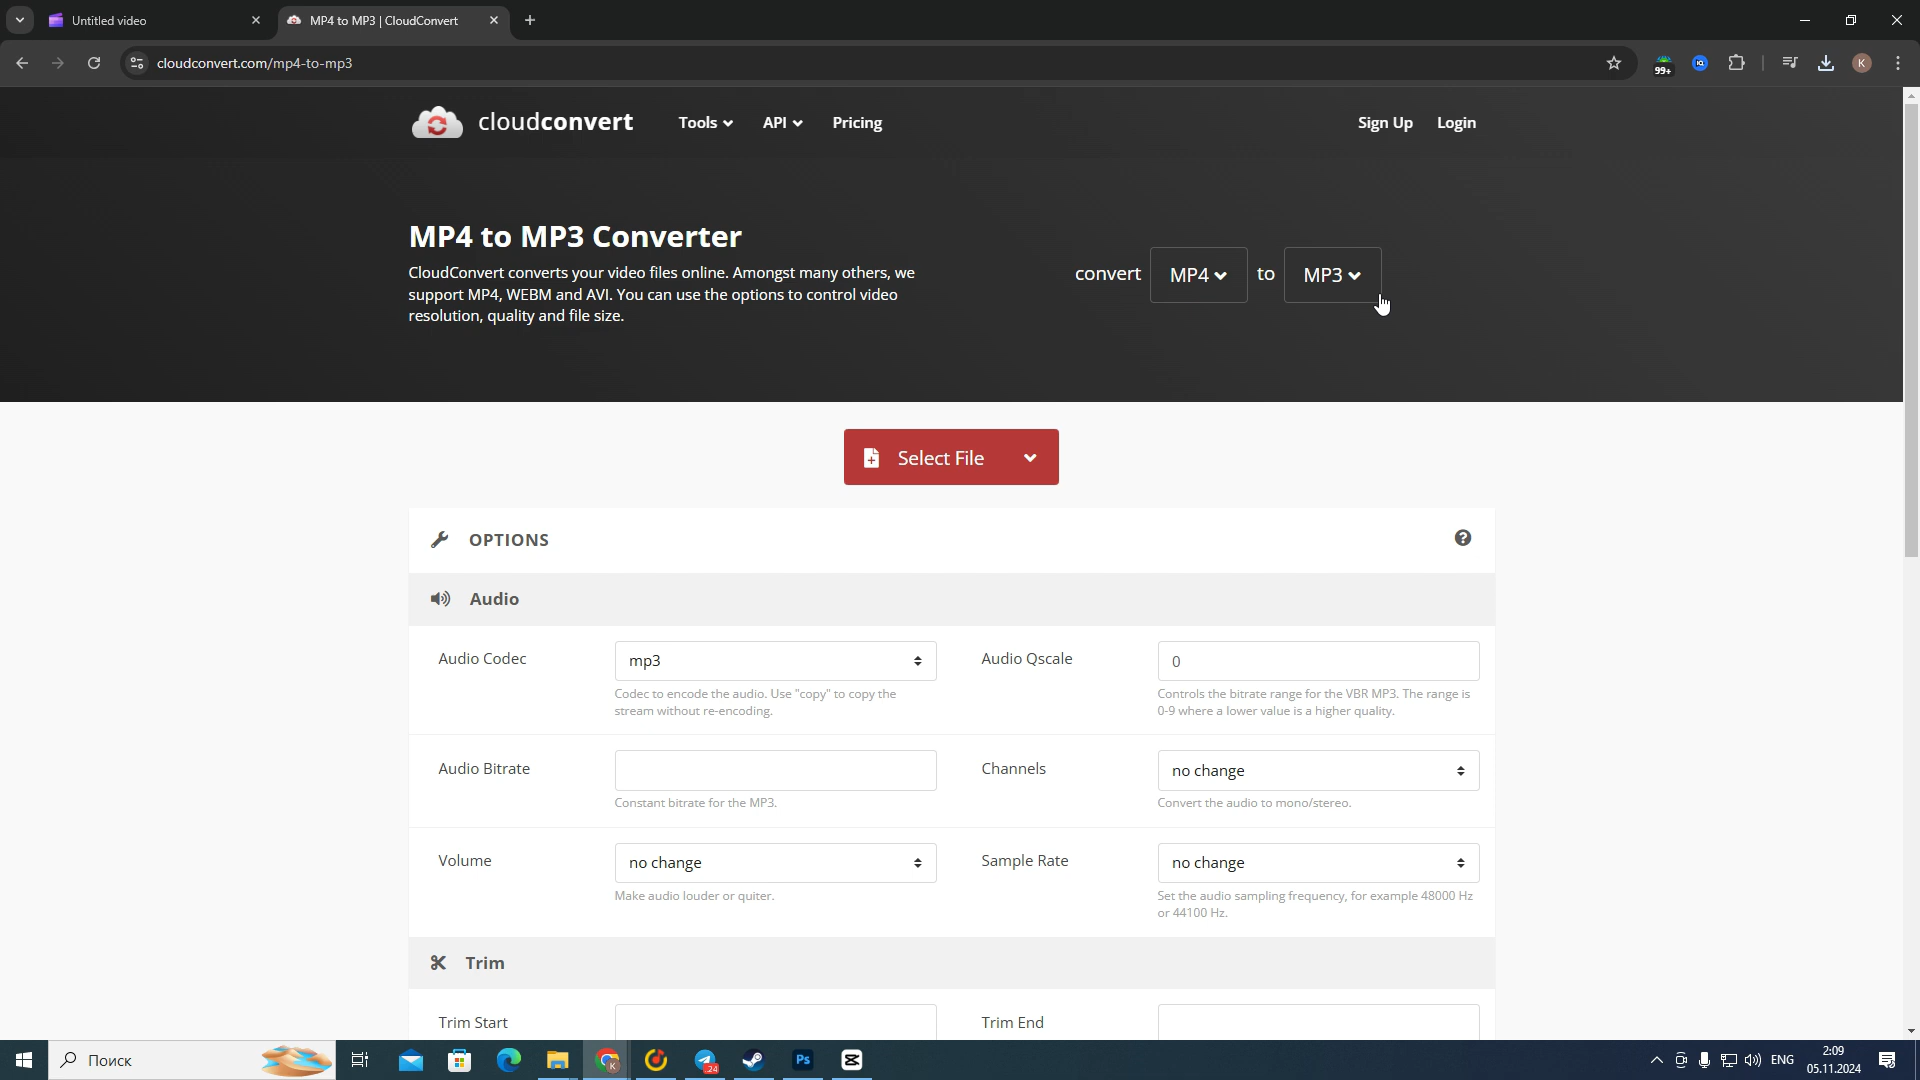 Untitled video
MP4 to MP3 | CloudConvert
cloudconvert.com/mp4-to-mp3
99+
K
cloudconvert
Tools
API
Pricing
Sign Up
Login
MP4 to MP3 Converter
CloudConvert converts your video files online. Amongst many others, we
support MP4, WEBM and AVI. You can use the options to control video
resolution, quality and file size.
convert MP4 to MP3
Select File
OPTIONS
Audio
Audio Codec
mp3
Codec to encode the audio. Use "copy" to copy the
stream without re-encoding.
Audio Qscale
0
Controls the bitrate range for the VBR MP3. The range is
0-9 where a lower value is a higher quality.
Audio Bitrate
Constant bitrate for the MP3.
Channels
no change
Convert the audio to mono/stereo.
Volume
no change
Make audio louder or quiter.
Sample Rate
no change
Set the audio sampling frequency, for example 48000 Hz
or 44100 Hz.
Trim
Trim Start
Trim End
Поиск
K
24
Ps
ENG
2:09
05.11.2024